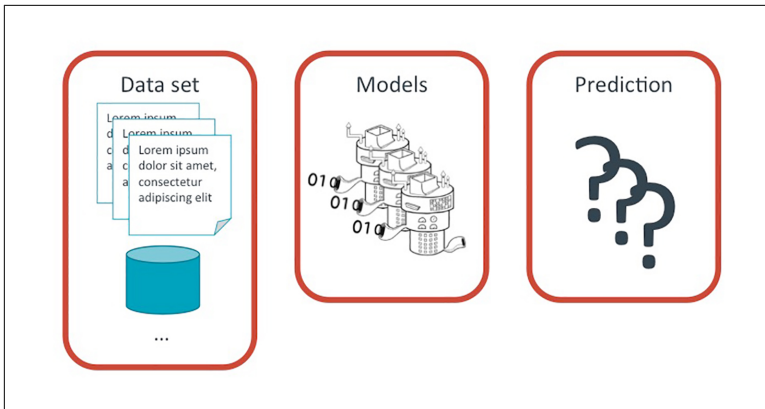 Data set
Lorem ipsum
d
c
a
Lorem ipsum
d
c
a
Lorem ipsum
dolor sit amet,
consectetur
adipiscing elit
...
Models
010
010
010
Prediction
???